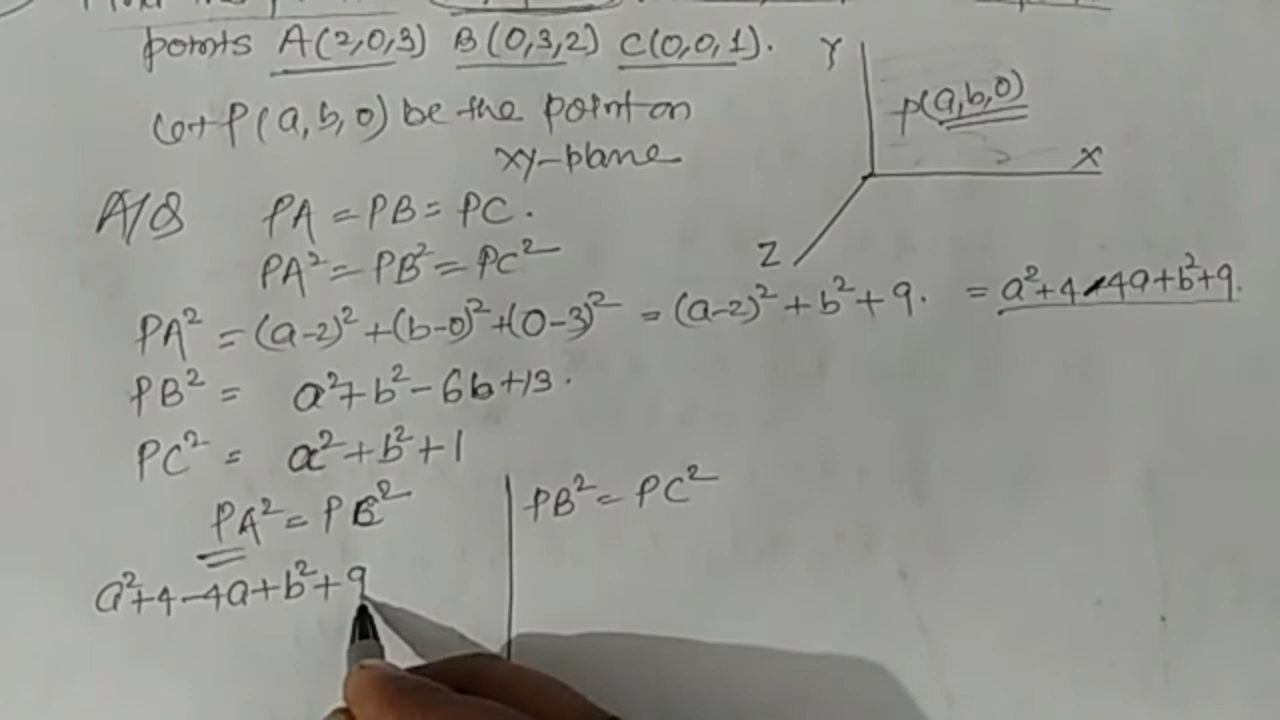 points A(2,0,3) B(0,3,2) C(0,0,1).
Let P(a,b,0) be the point on
xy-plane
Y
P(a,b,0)
X
Z
A/Q PA = PB = PC.
PA² = PB² = PC²
PA² = (a-2)² + (b-0)² + (0-3)² = (a-2)² + b² + 9. = a²+4-4a+b²+9.
PB² = a²+b²-6b+13.
PC² = a²+b²+1
PA² = PB²
PB² = PC²
a²+4-4a+b²+9